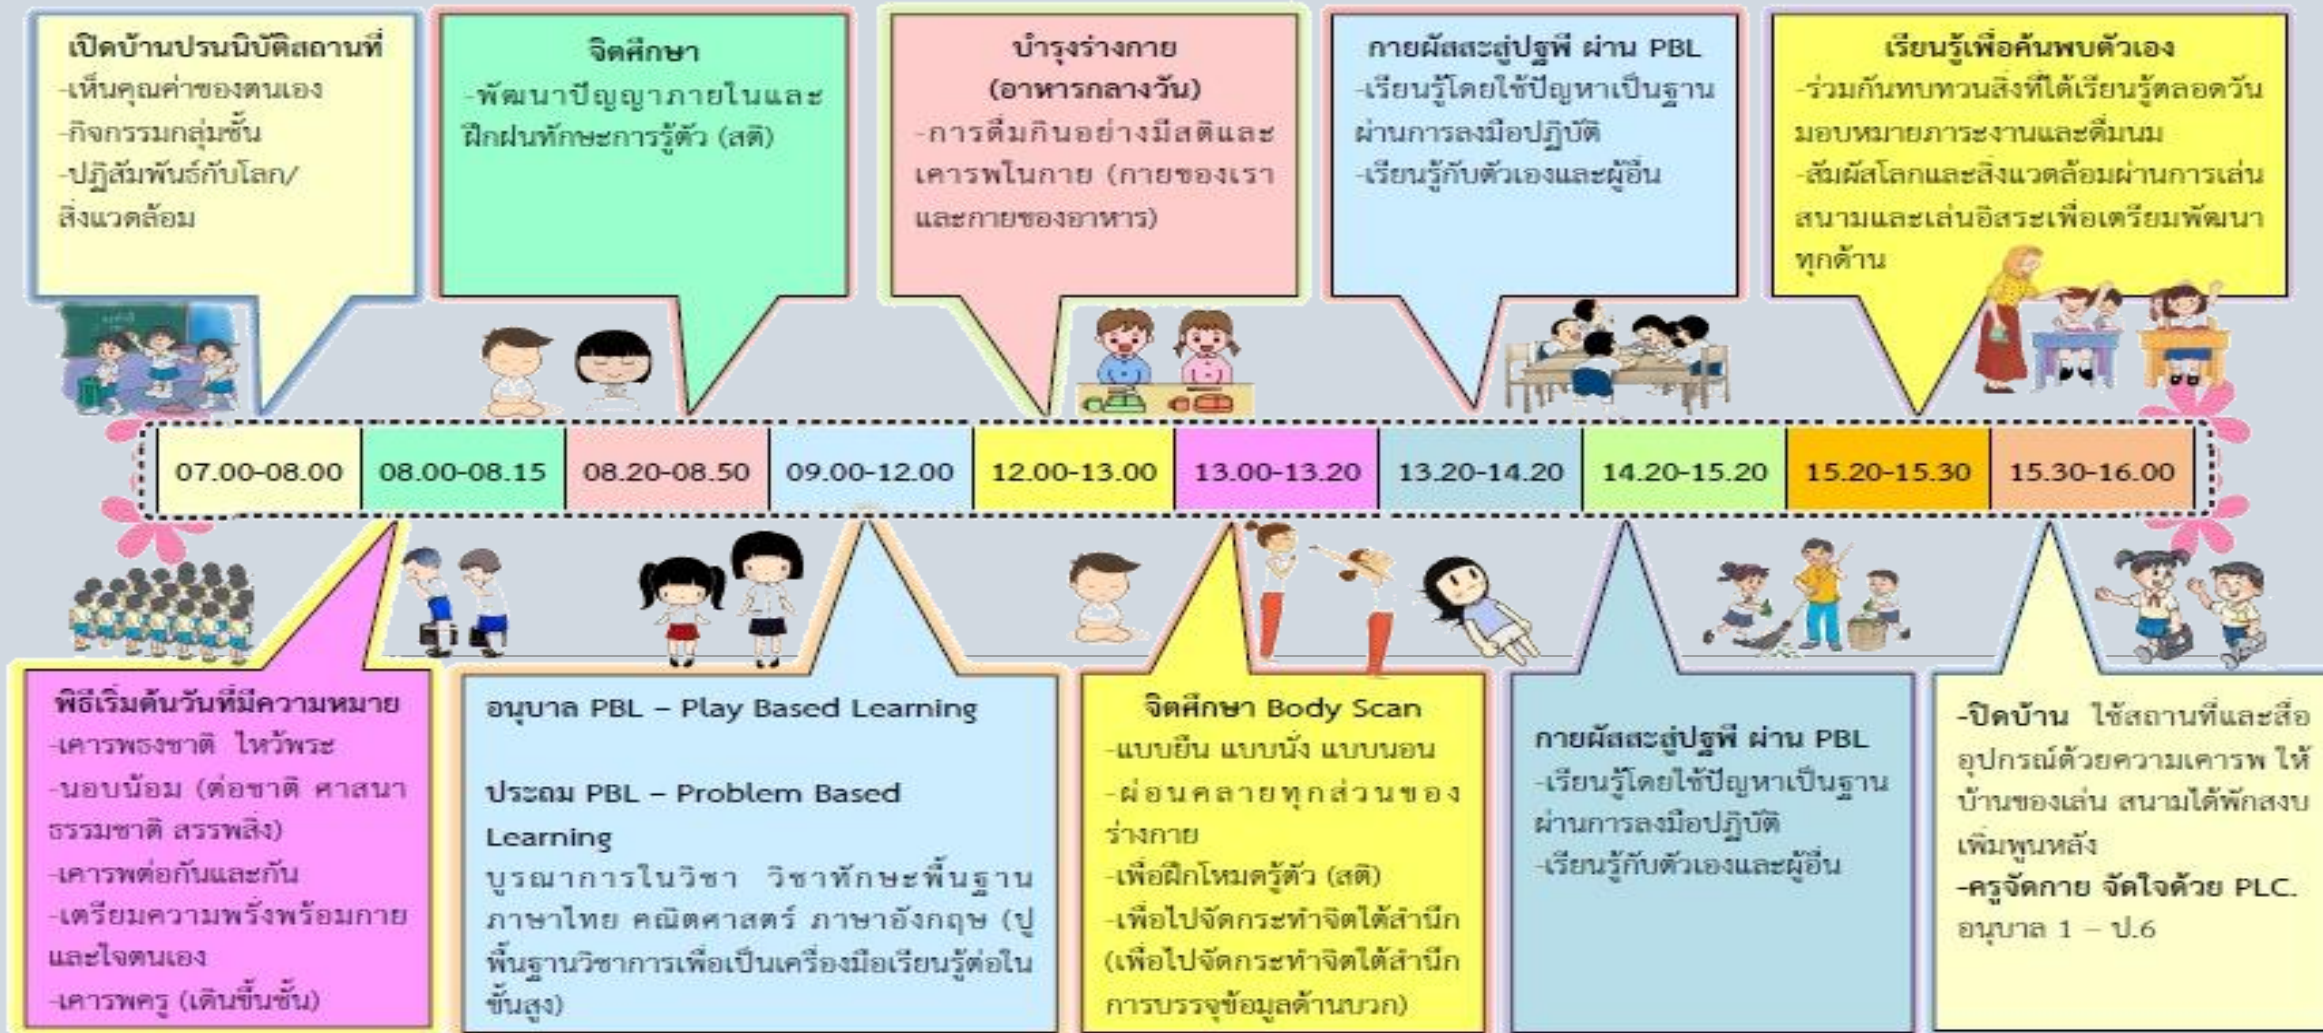 เปิดบ้านปรนนิบัติสถานที่
-เห็นคุณค่าของตนเอง
-กิจกรรมกลุ่มชั้น
-ปฏิสัมพันธ์กับโลก/
สิ่งแวดล้อม
จิตศึกษา
-พัฒนาปัญญาภายในและ
ฝึกฝนทักษะการรู้ตัว (สติ)
บำรุงร่างกาย
(อาหารกลางวัน)
-การดื่มกินอย่างมีสติและ
เคารพในกาย (กายของเรา
และกายของอาหาร)
กายผัสสะสู่ปฐพี ผ่าน PBL
-เรียนรู้โดยใช้ปัญหาเป็นฐาน
ผ่านการลงมือปฏิบัติ
-เรียนรู้กับตัวเองและผู้อื่น
เรียนรู้เพื่อค้นพบตัวเอง
-ร่วมกันทบทวนสิ่งที่ได้เรียนรู้ตลอดวัน
มอบหมายภาระงานและดื่มนม
-สัมผัสโลกและสิ่งแวดล้อมผ่านการเล่น
สนามและเล่นอิสระเพื่อเตรียมพัฒนา
ทุกด้าน
07.00-08.00 08.00-08.15 08.20-08.50 09.00-12.00 12.00-13.00 13.00-13.20 13.20-14.20 14.20-15.20 15.20-15.30 15.30-16.00
พิธีเริ่มต้นวันที่มีความหมาย
-เคารพธงชาติ ไหว้พระ
-นอบน้อม (ต่อชาติ ศาสนา
ธรรมชาติ สรรพสิ่ง)
-เคารพต่อกันและกัน
-เตรียมความพรั่งพร้อมกาย
และใจตนเอง
-เคารพครู (เดินขึ้นชั้น)
อนุบาล PBL – Play Based Learning
ประถม PBL – Problem Based
Learning
บูรณาการในวิชา วิชาทักษะพื้นฐาน
ภาษาไทย คณิตศาสตร์ ภาษาอังกฤษ (ปู
พื้นฐานวิชาการเพื่อเป็นเครื่องมือเรียนรู้ต่อใน
ขั้นสูง)
จิตศึกษา Body Scan
-แบบยืน แบบนั่ง แบบนอน
-ผ่อนคลายทุกส่วนของ
ร่างกาย
-เพื่อฝึกโหมดรู้ตัว (สติ)
-เพื่อไปจัดกระทำจิตใต้สำนึก
(เพื่อไปจัดกระทำจิตใต้สำนึก
การบรรจุข้อมูลด้านบวก)
กายผัสสะสู่ปฐพี ผ่าน PBL
-เรียนรู้โดยใช้ปัญหาเป็นฐาน
ผ่านการลงมือปฏิบัติ
-เรียนรู้กับตัวเองและผู้อื่น
-ปิดบ้าน ใช้สถานที่และสื่อ
อุปกรณ์ด้วยความเคารพ ให้
บ้านของเล่น สนามได้พักสงบ
เพิ่มพูนหลัง
-ครูจัดกาย จัดใจด้วย PLC.
อนุบาล 1 – ป.6